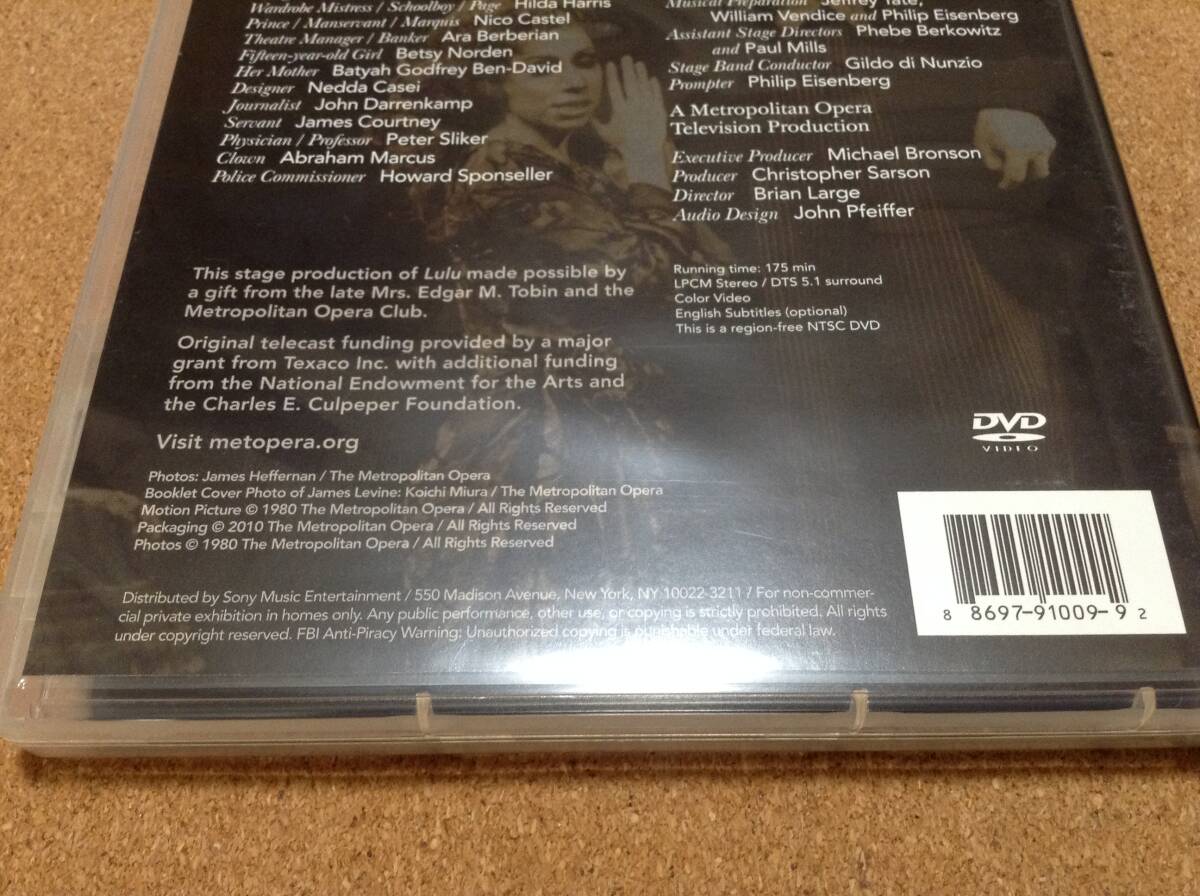 Wardrobe Mistress / Schoolboy / Page Hilda Harris
Prince / Manservant / Marquis Nico Castel
Theatre Manager / Banker Ara Berberian
Fifteen-year-old Girl Betsy Norden
Her Mother Batyah Godfrey Ben-David
Designer Nedda Casei
Journalist John Darrenkamp
Servant James Courtney
Physician / Professor Peter Sliker
Clown Abraham Marcus
Police Commissioner Howard Sponseller
Musical Preparation Jeffrey Tate,
William Vendice and Philip Eisenberg
Assistant Stage Directors Phebe Berkowitz
and Paul Mills
Stage Band Conductor Gildo di Nunzio
Prompter Philip Eisenberg
A Metropolitan Opera
Television Production
Executive Producer Michael Bronson
Producer Christopher Sarson
Director Brian Large
Audio Design John Pfeiffer
This stage production of Lulu made possible by
a gift from the late Mrs. Edgar M. Tobin and the
Metropolitan Opera Club.
Original telecast funding provided by a major
grant from Texaco Inc. with additional funding
from the National Endowment for the Arts and
the Charles E. Culpeper Foundation.
Visit metopera.org
Running time: 175 min
LPCM Stereo / DTS 5.1 surround
Color Video
English Subtitles (optional)
This is a region-free NTSC DVD
DVD
VIDEO
Photos: James Heffernan / The Metropolitan Opera
Booklet Cover Photo of James Levine: Koichi Miura / The Metropolitan Opera
Motion Picture © 1980 The Metropolitan Opera / All Rights Reserved
Packaging © 2010 The Metropolitan Opera / All Rights Reserved
Photos © 1980 The Metropolitan Opera / All Rights Reserved
Distributed by Sony Music Entertainment / 550 Madison Avenue, New York, NY 10022-3211 / For non-commer-
cial private exhibition in homes only. Any public performance, other use, or copying is strictly prohibited. All rights
under copyright reserved. FBI Anti-Piracy Warning: Unauthorized copying is punishable under federal law.
8 8697-91009-9 2